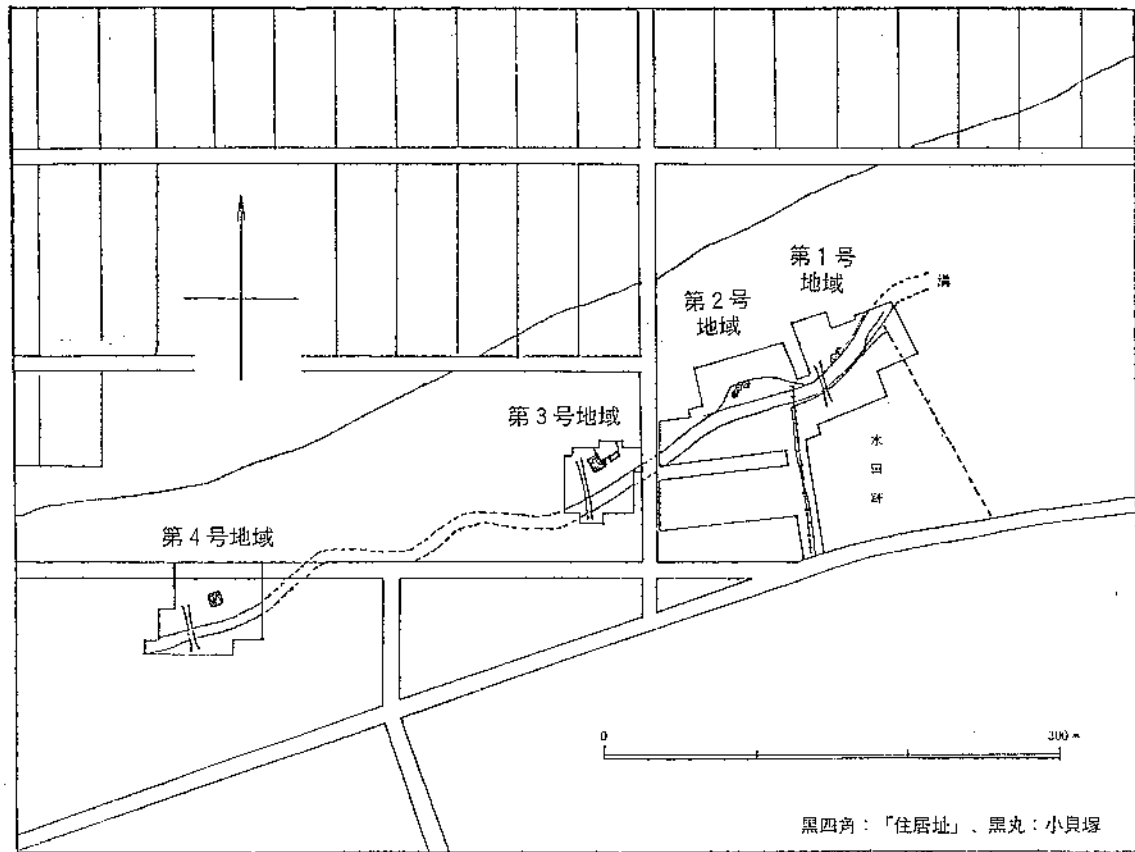 第1号
地域
溝
第2号
地域
第3号地域
水
田
跡
第4号地域
0
300m
黒四角：「住居址」、黒丸：小貝塚